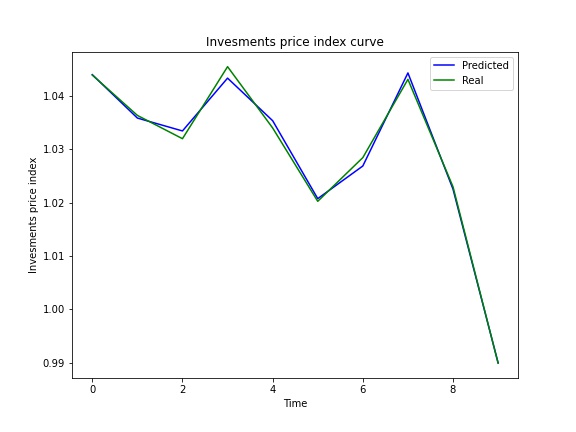 Invesments price index curve
Predicted
Real
1.04
1.03
1.02
1.01
1.00
0.99
Invesments price index
0
2
4
6
8
Time